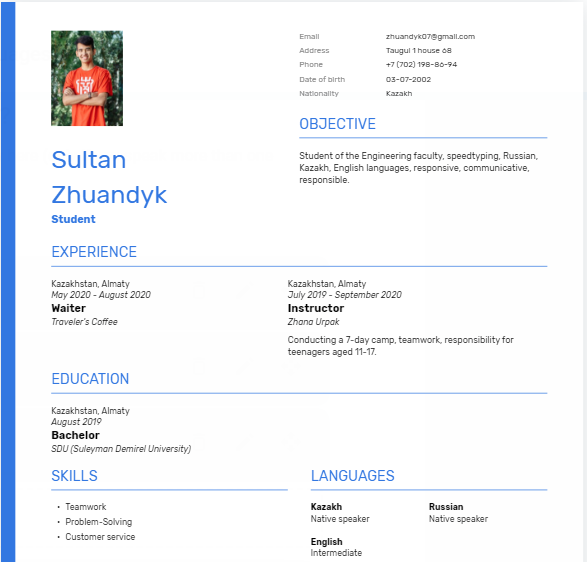 Email zhuandyk07@gmail.com
Address Taugul 1 house 68
Phone +7 (702) 198-86-94
Date of birth 03-07-2002
Nationality Kazakh
OBJECTIVE
Student of the Engineering faculty, speedtyping, Russian,
Kazakh, English languages, responsive, communicative,
responsible.
Sultan
Zhuandyk
Student
EXPERIENCE
Kazakhstan, Almaty
May 2020 - August 2020
Waiter
Traveler's Coffee
Kazakhstan, Almaty
July 2019 - September 2020
Instructor
Zhana Urpak
Conducting a 7-day camp, teamwork, responsibility for
teenagers aged 11-17.
EDUCATION
Kazakhstan, Almaty
August 2019
Bachelor
SDU (Suleyman Demirel University)
SKILLS
• Teamwork
• Problem-Solving
• Customer service
LANGUAGES
Kazakh
Native speaker
Russian
Native speaker
English
Intermediate